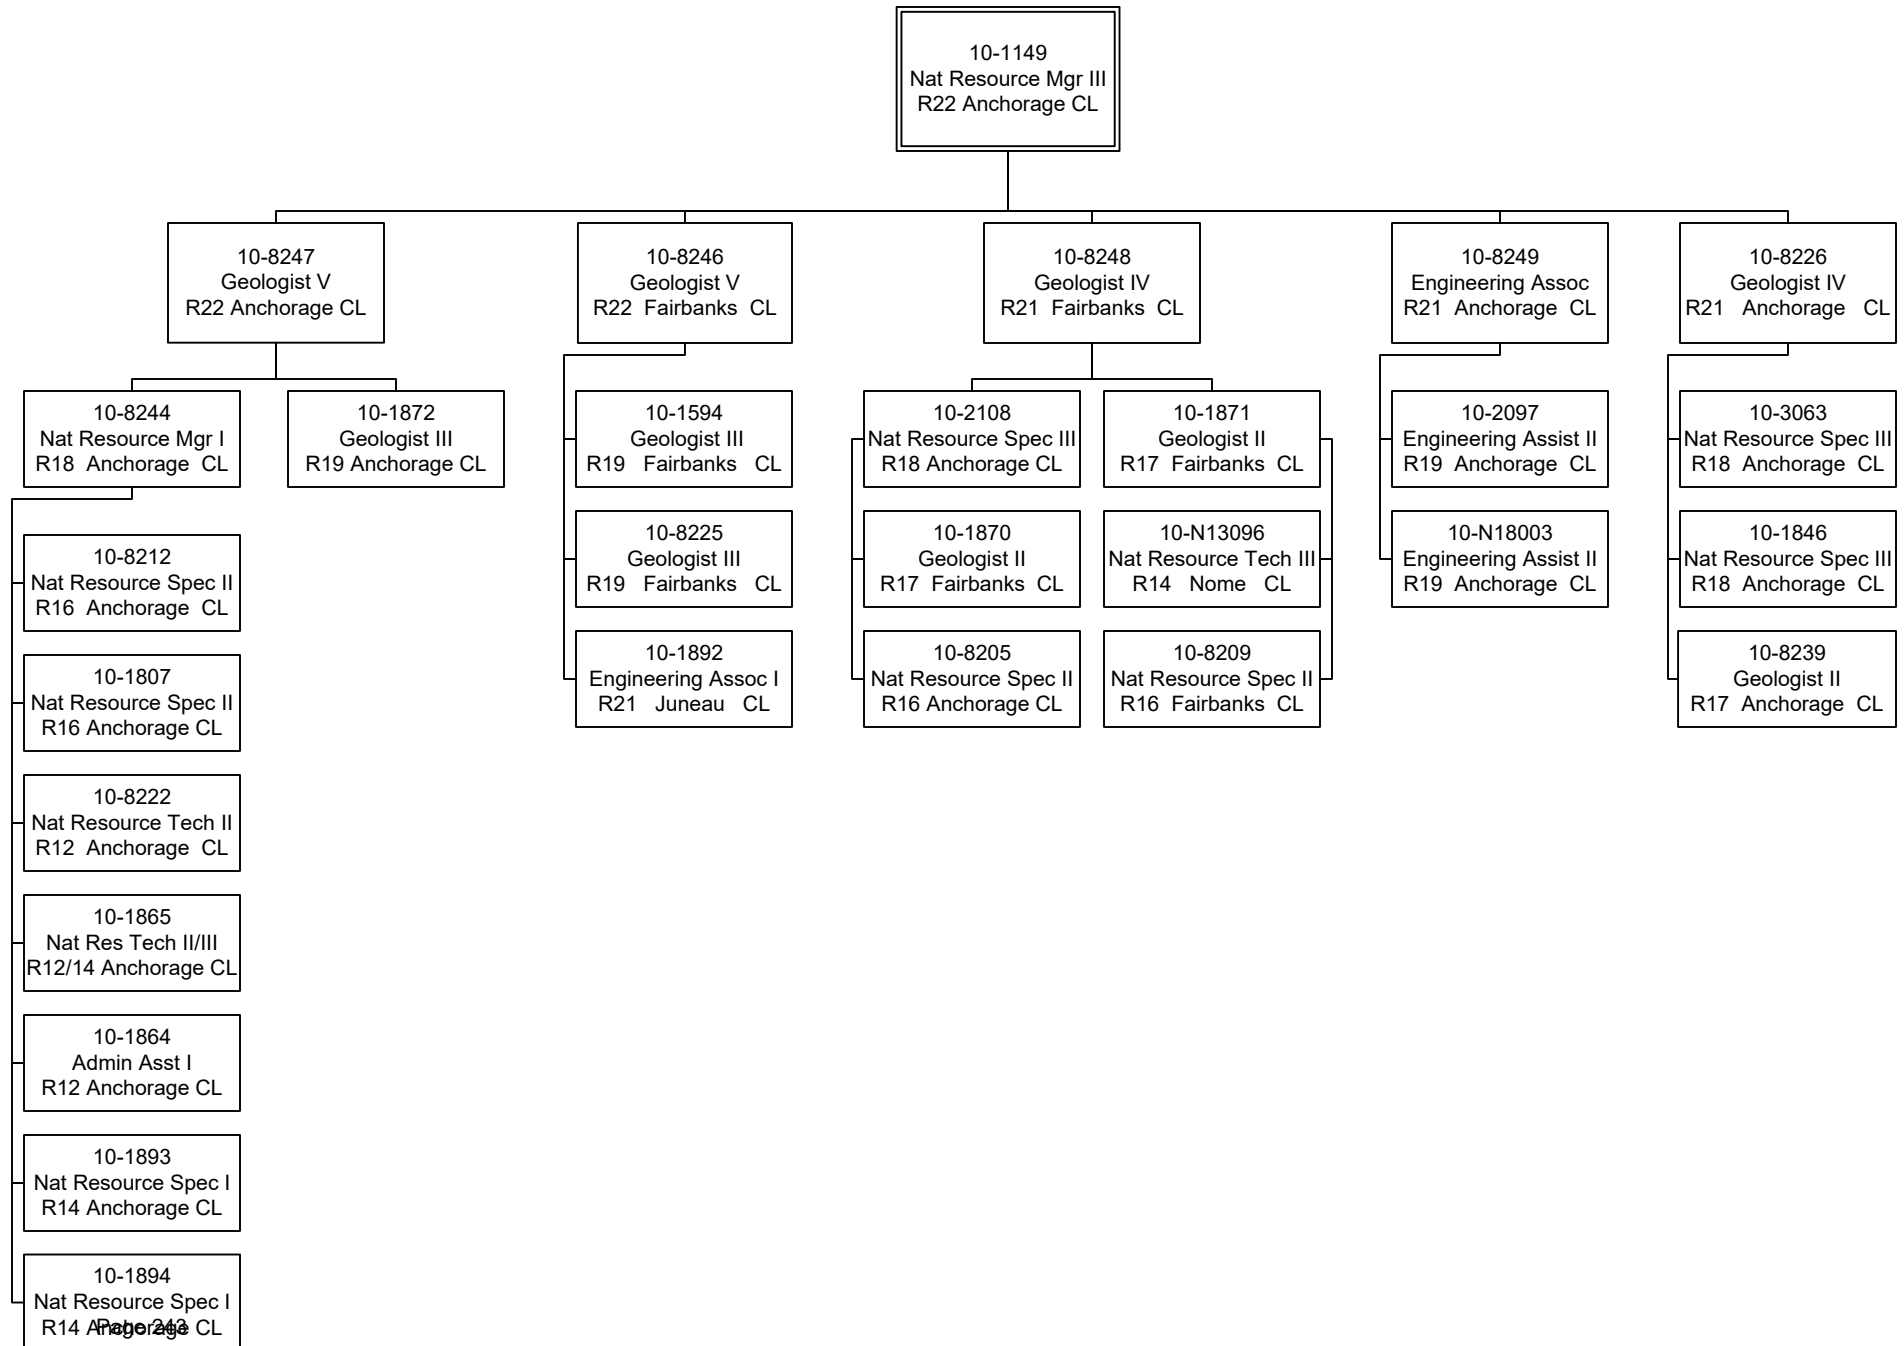 10-1149
Nat Resource Mgr III
R22 Anchorage CL
10-8247
Geologist V
R22 Anchorage CL
10-8246
Geologist V
R22 Fairbanks CL
10-8248
Geologist IV
R21 Fairbanks CL
10-8249
Engineering Assoc
R21 Anchorage CL
10-8226
Geologist IV
R21 Anchorage CL
10-8244
Nat Resource Mgr I
R18 Anchorage CL
10-1872
Geologist III
R19 Anchorage CL
10-1594
Geologist III
R19 Fairbanks CL
10-2108
Nat Resource Spec III
R18 Anchorage CL
10-1871
Geologist II
R17 Fairbanks CL
10-2097
Engineering Assist II
R19 Anchorage CL
10-3063
Nat Resource Spec III
R18 Anchorage CL
10-8225
Geologist III
R19 Fairbanks CL
10-1870
Geologist II
R17 Fairbanks CL
10-N13096
Nat Resource Tech III
R14 Nome CL
10-N18003
Engineering Assist II
R19 Anchorage CL
10-1846
Nat Resource Spec III
R18 Anchorage CL
10-8212
Nat Resource Spec II
R16 Anchorage CL
10-1892
Engineering Assoc I
R21 Juneau CL
10-8205
Nat Resource Spec II
R16 Anchorage CL
10-8209
Nat Resource Spec II
R16 Fairbanks CL
10-8239
Geologist II
R17 Anchorage CL
10-1807
Nat Resource Spec II
R16 Anchorage CL
10-8222
Nat Resource Tech II
R12 Anchorage CL
10-1865
Nat Res Tech II/III
R12/14 Anchorage CL
10-1864
Admin Asst I
R12 Anchorage CL
10-1893
Nat Resource Spec I
R14 Anchorage CL
10-1894
Nat Resource Spec I
R14 Anchorage CL
Page 243